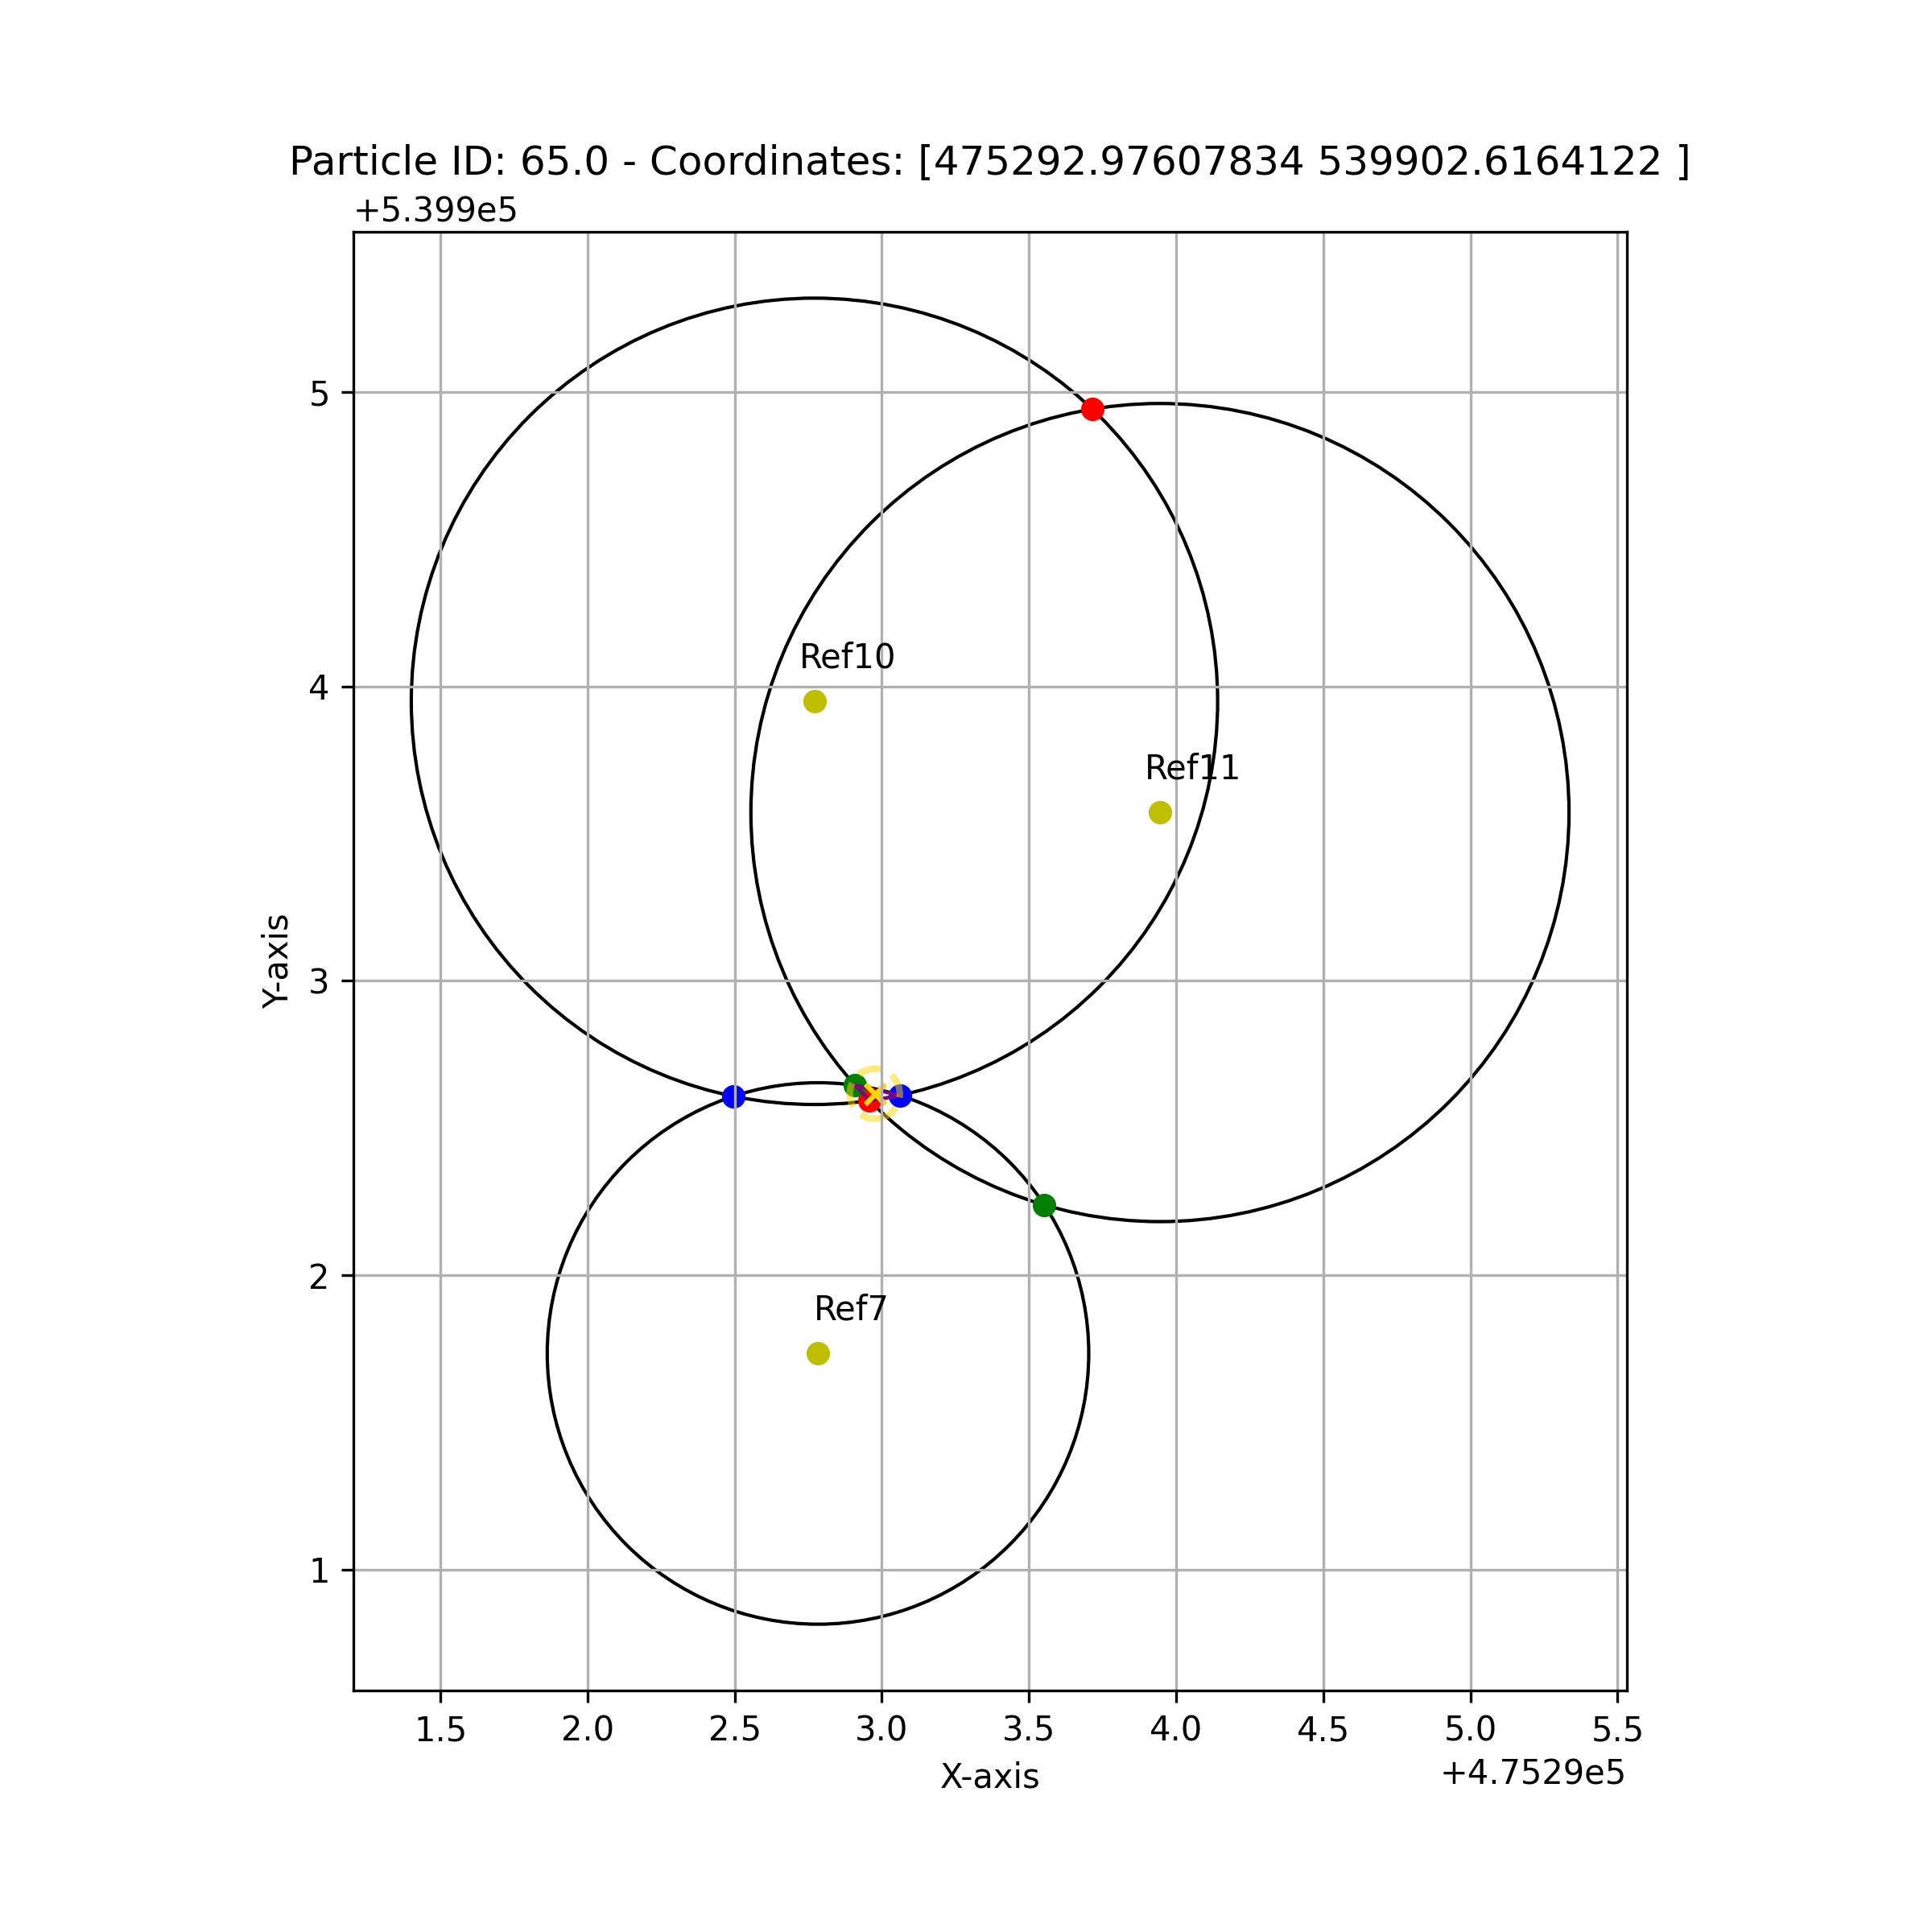 Particle ID: 65.0 - Coordinates: [475292.97607834 539902.6164122 ]
+5.399e5
5
Ref10
4
Ref11
Y-axis
3
2
Ref7
1
1.5 2.0 2.5 3.0 3.5 4.0 4.5 5.0 5.5
X-axis
+4.7529e5